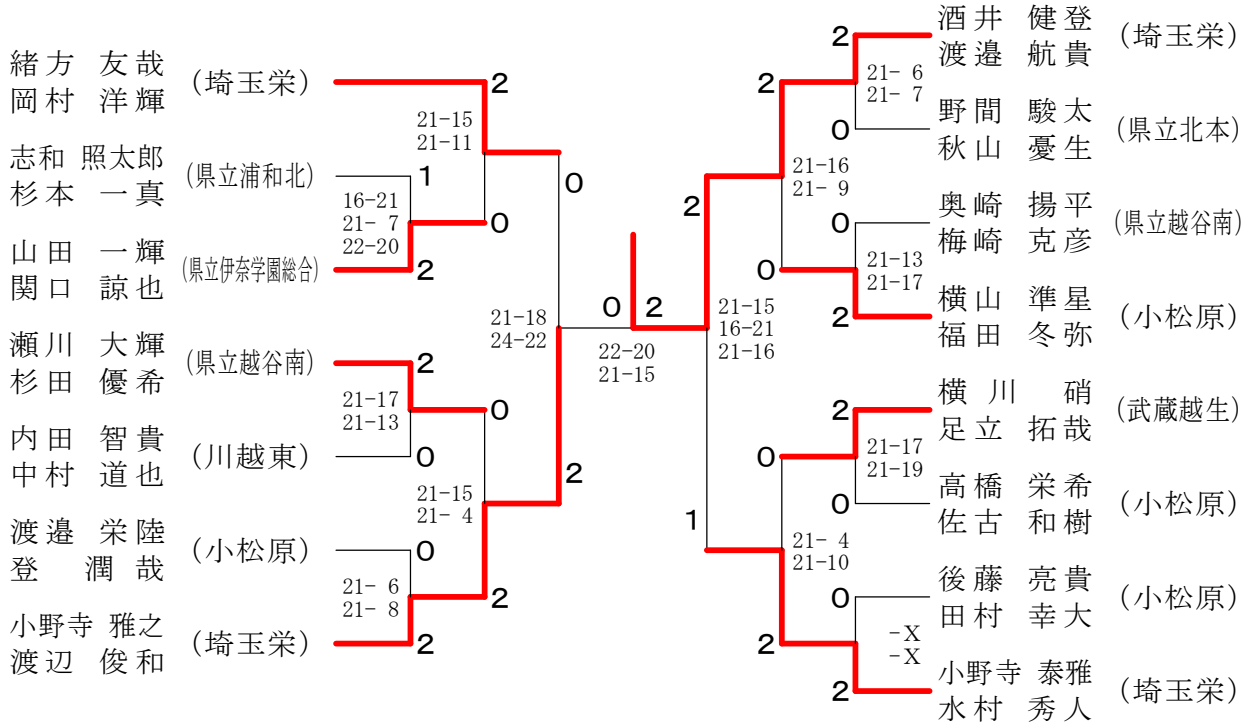 緒方 友哉
岡村 洋輝
(埼玉栄)
2
21-15
21-11
志和 照太郎
杉本 一真
(県立浦和北)
1
16-21
21- 7
22-20
0
山田 一輝
関口 諒也
(県立伊奈学園総合)
2
0
瀬川 大輝
杉田 優希
(県立越谷南)
2
21-17
21-13
0
内田 智貴
中村 道也
(川越東)
0
21-15
21- 4
渡邉 栄陸
登 潤哉
(小松原)
0
21- 6
21- 8
2
小野寺 雅之
渡辺 俊和
(埼玉栄)
2
21-18
24-22
2
0
2
22-20
21-15
酒井 健登
渡邉 航貴
(埼玉栄)
2
21- 6
21- 7
2
野間 駿太
秋山 憂生
(県立北本)
0
21-16
21- 9
2
奥崎 揚平
梅崎 克彦
(県立越谷南)
0
21-13
21-17
0
横山 準星
福田 冬弥
(小松原)
2
21-15
16-21
21-16
横川 硝
足立 拓哉
(武蔵越生)
2
21-17
21-19
0
高橋 栄希
佐古 和樹
(小松原)
0
1
21- 4
21-10
後藤 亮貴
田村 幸大
(小松原)
0
-X
-X
2
小野寺 泰雅
水村 秀人
(埼玉栄)
2